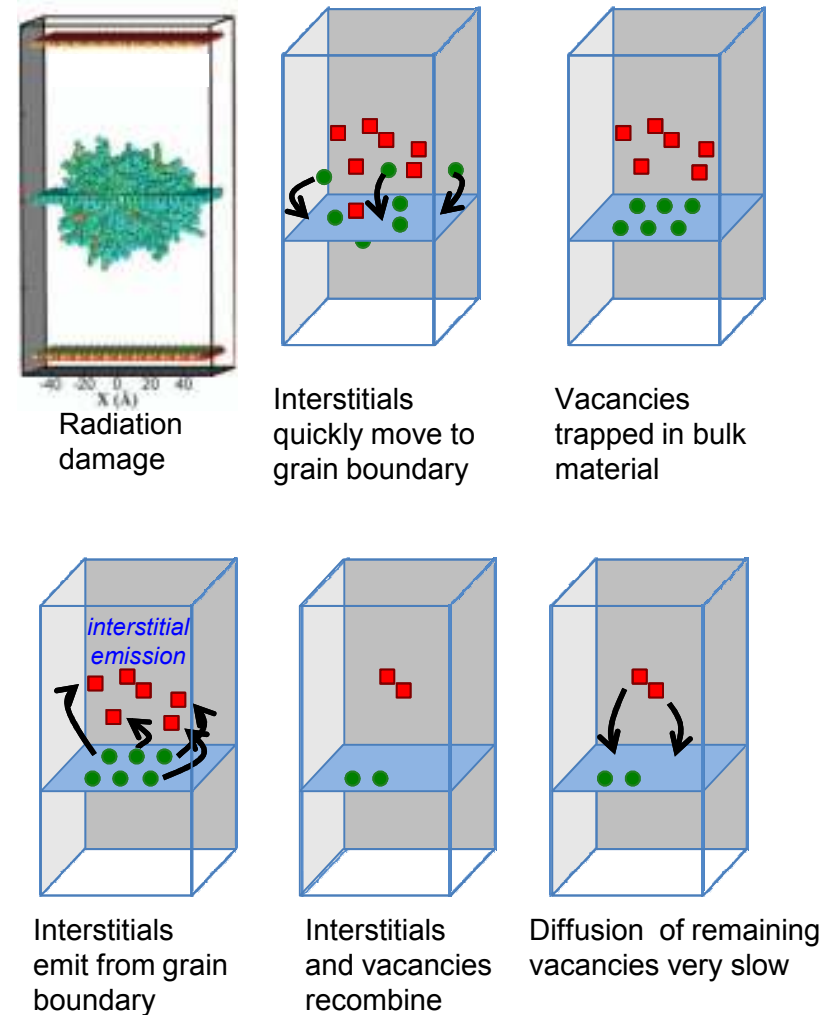 -40 -20 0 20 40
X (Å)
Radiation
damage
Interstitials
quickly move to
grain boundary
Vacancies
trapped in bulk
material
interstitial
emission
Interstitials
emit from grain
boundary
Interstitials
and vacancies
recombine
Diffusion of remaining
vacancies very slow